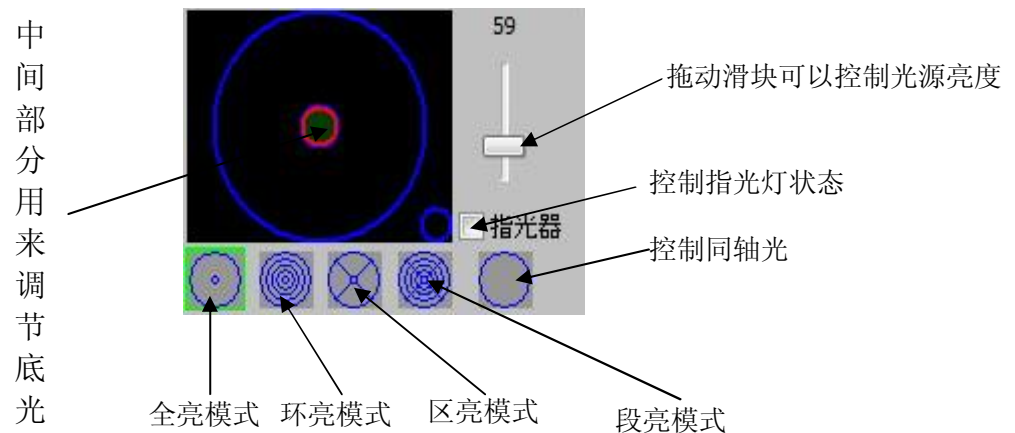 中间部分用来调节底光
59
拖动滑块可以控制光源亮度
控制指光灯状态
指光器
控制同轴光
全亮模式
环亮模式
区亮模式
段亮模式